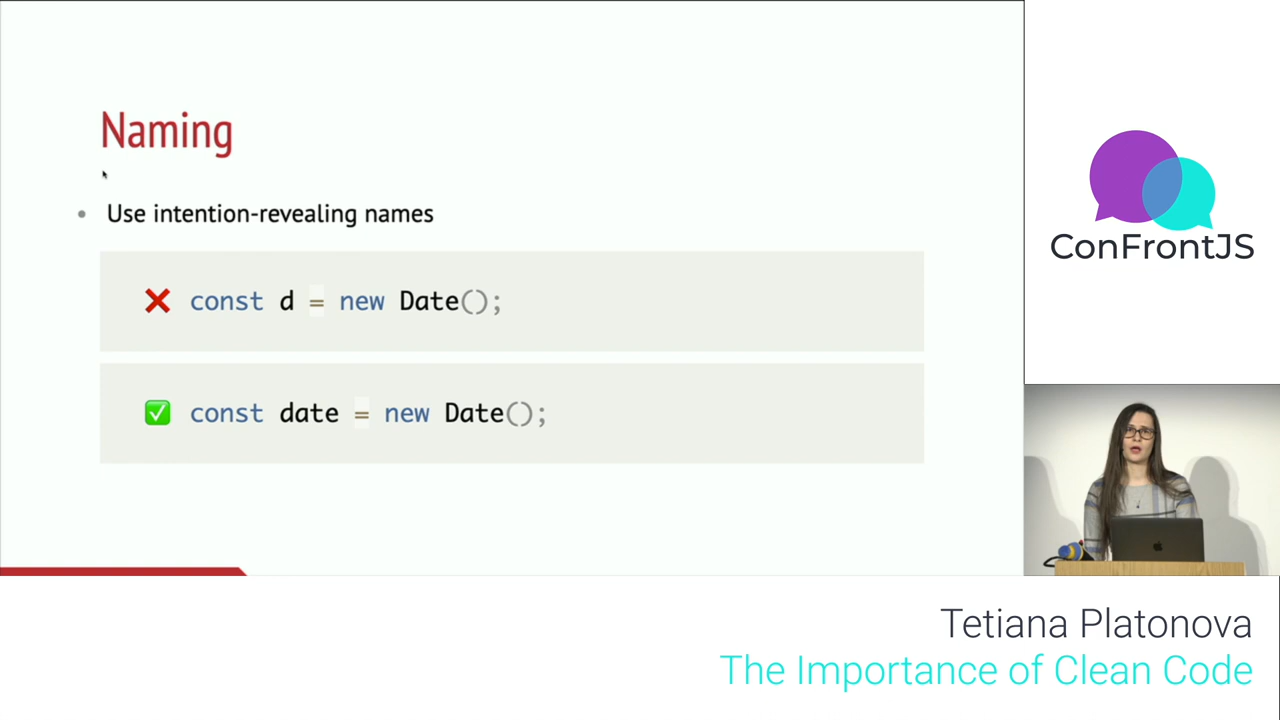 Naming
• Use intention-revealing names
❌ const d = new Date();
✅ const date = new Date();
ConFrontJS
Tetiana Platonova
The Importance of Clean Code